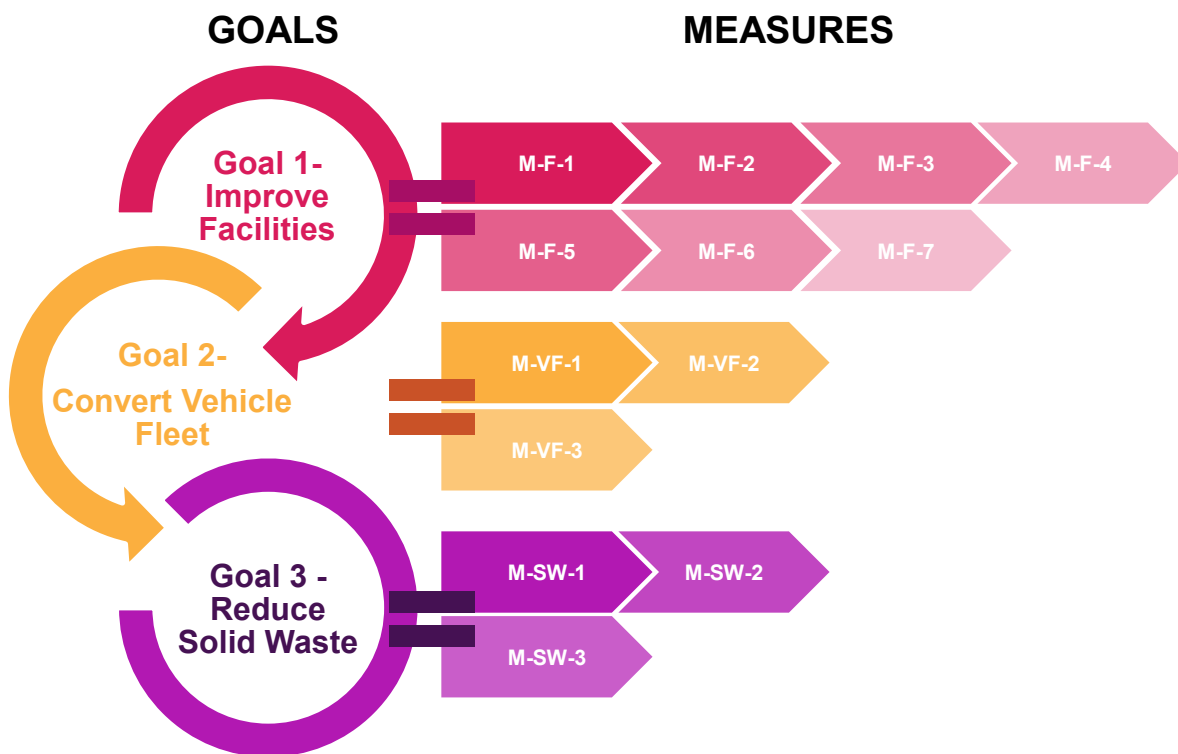 GOALS
MEASURES
Goal 1-
Improve
Facilities
M-F-1
M-F-2
M-F-3
M-F-4
M-F-5
M-F-6
M-F-7
Goal 2-
Convert Vehicle
Fleet
M-VF-1
M-VF-2
M-VF-3
Goal 3 -
Reduce
Solid Waste
M-SW-1
M-SW-2
M-SW-3